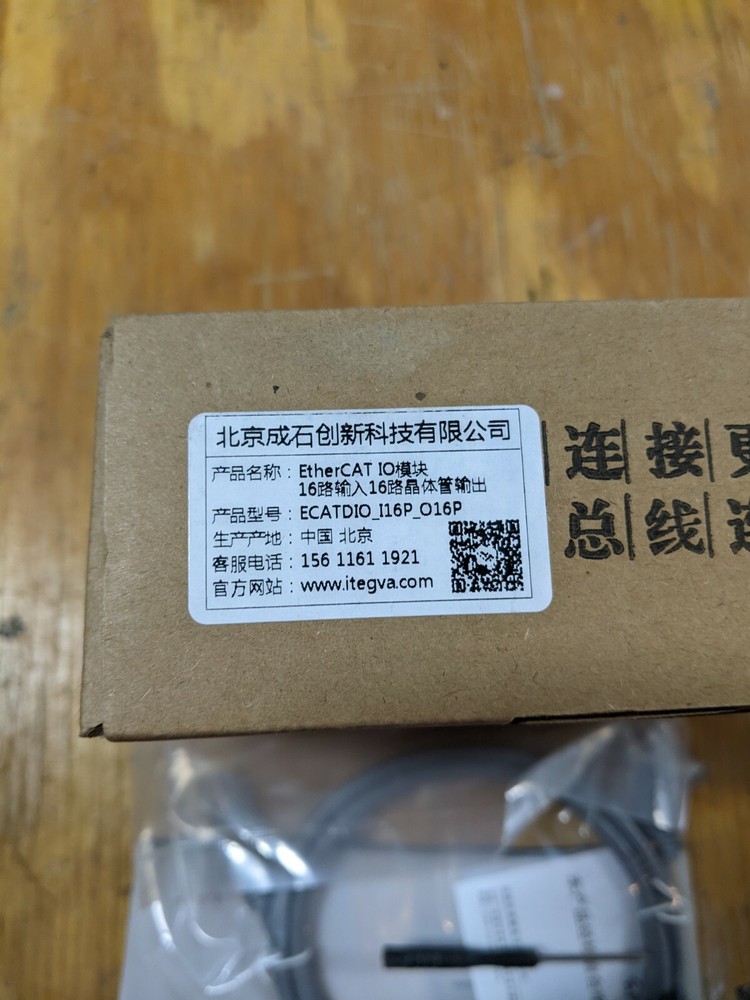 北京成石创新科技有限公司
产品名称：EtherCAT IO模块
16路输入16路晶体管输出
产品型号：ECATDIO_I16P_O16P
生产产地：中国 北京
客服电话：156 1161 1921
官方网站：www.itegva.com
连|接|更
总|线|连